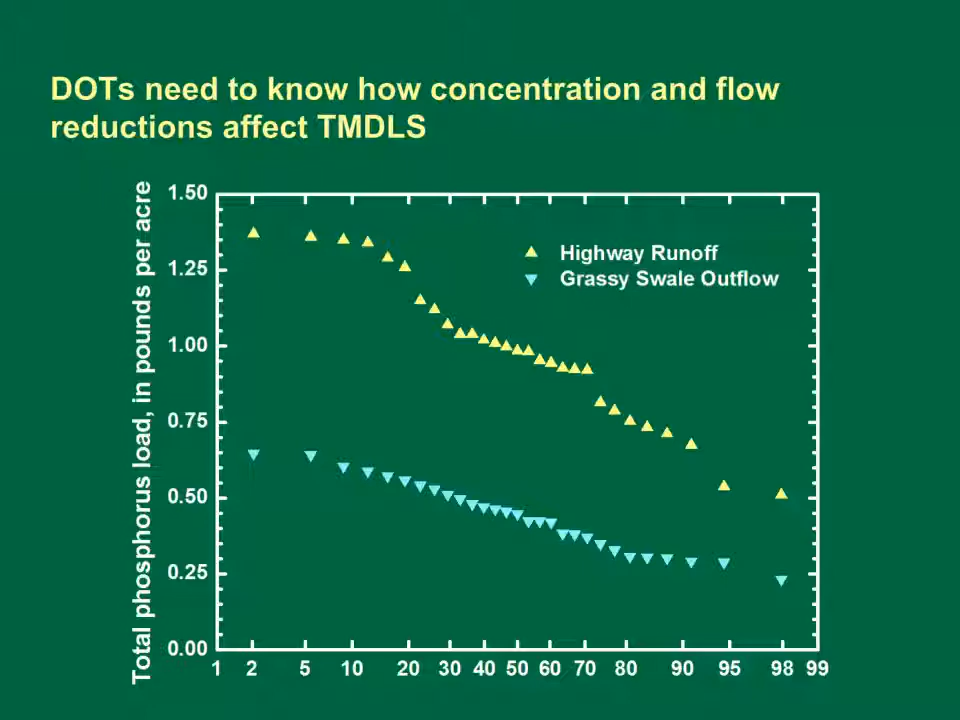 DOTs need to know how concentration and flow
reductions affect TMDLS
Total phosphorus load, in pounds per acre
1.50
1.25
1.00
0.75
0.50
0.25
0.00
Highway Runoff
Grassy Swale Outflow
1 2 5 10 20 30 40 50 60 70 80 90 95 98 99